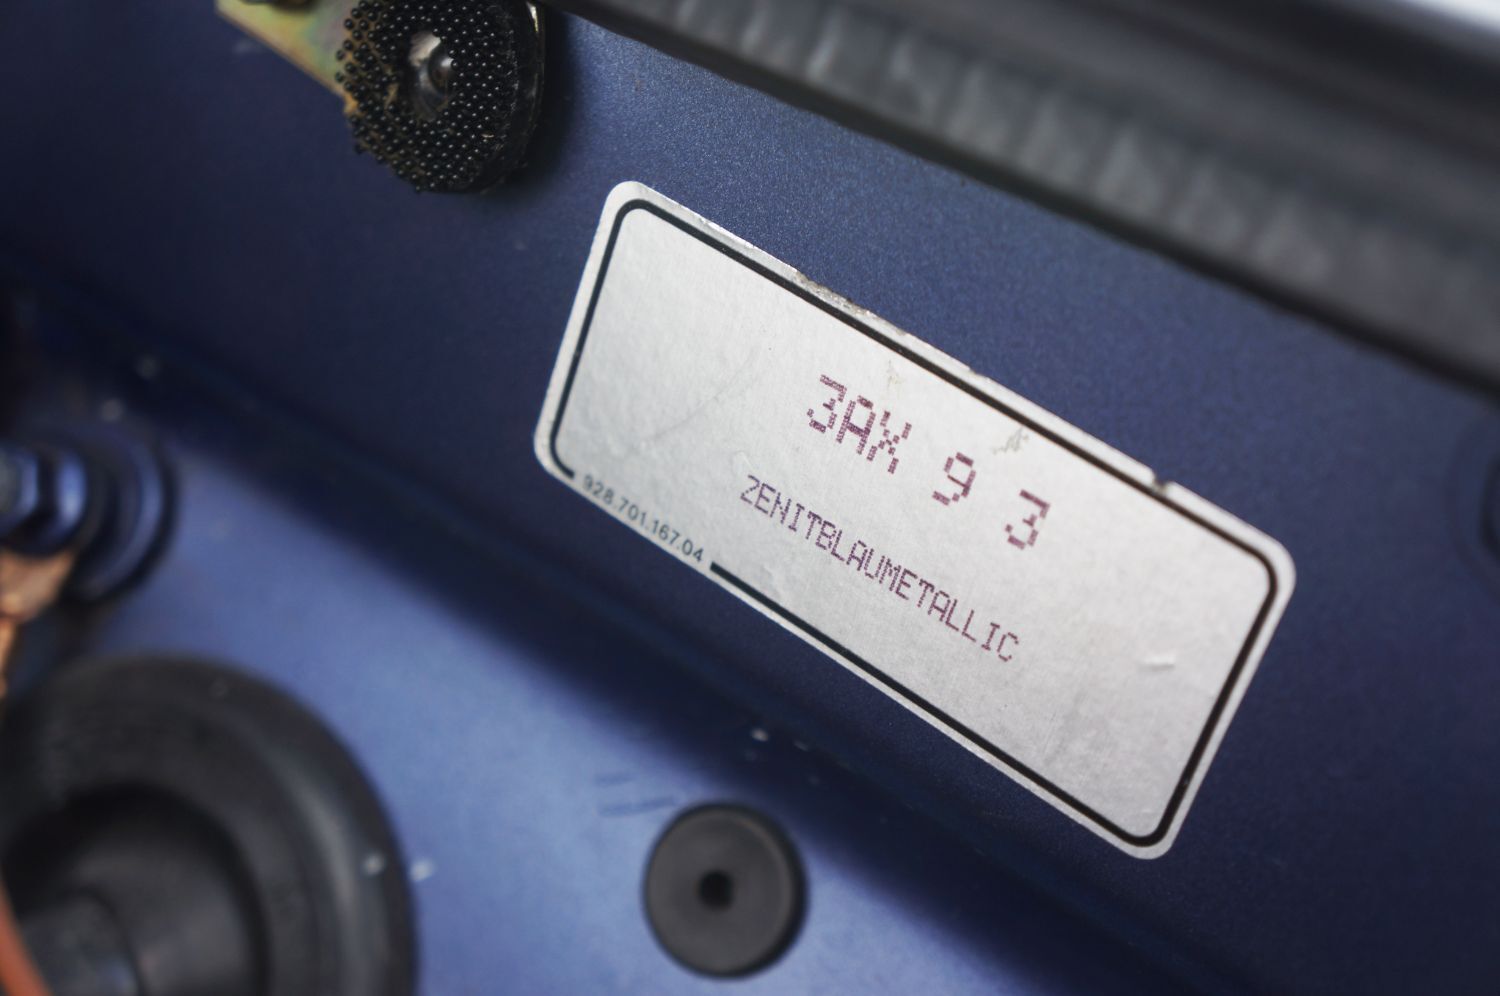 3AX 9 3
ZENITBLAUMETALLIC
928.701.167.04